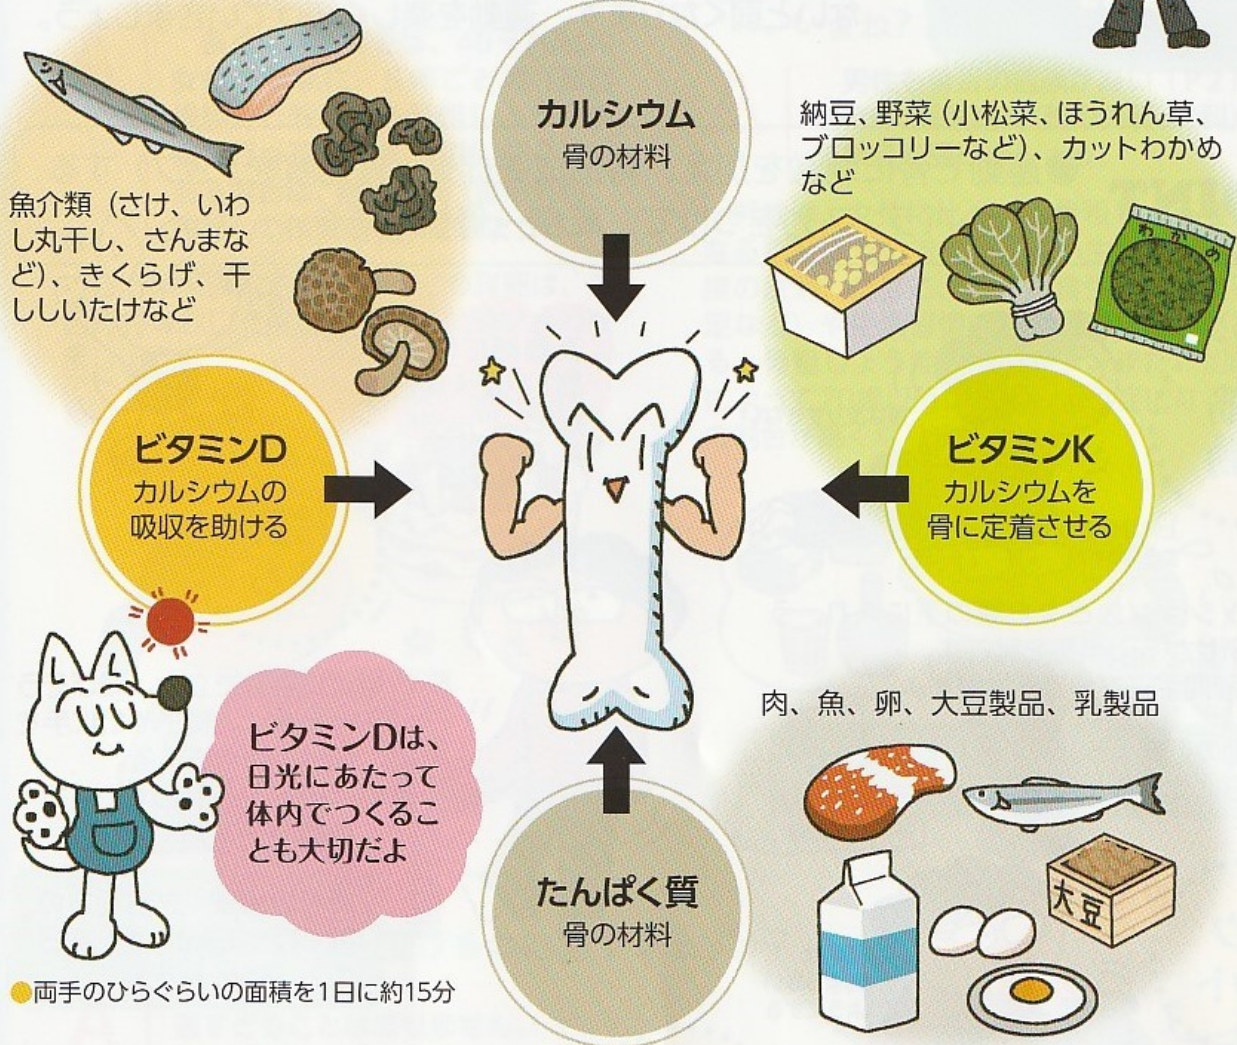 カルシウム
骨の材料
魚介類（さけ、いわ
し丸干し、さんまな
ど）、きくらげ、干
ししいたけなど
納豆、野菜（小松菜、ほうれん草、
ブロッコリーなど）、カットわかめ
など
わかめ
ビタミンD
カルシウムの
吸収を助ける
ビタミンK
カルシウムを
骨に定着させる
ビタミンDは、
日光にあたって
体内でつくるこ
とも大切だよ
●両手のひらぐらいの面積を1日に約15分
たんぱく質
骨の材料
肉、魚、卵、大豆製品、乳製品
大豆